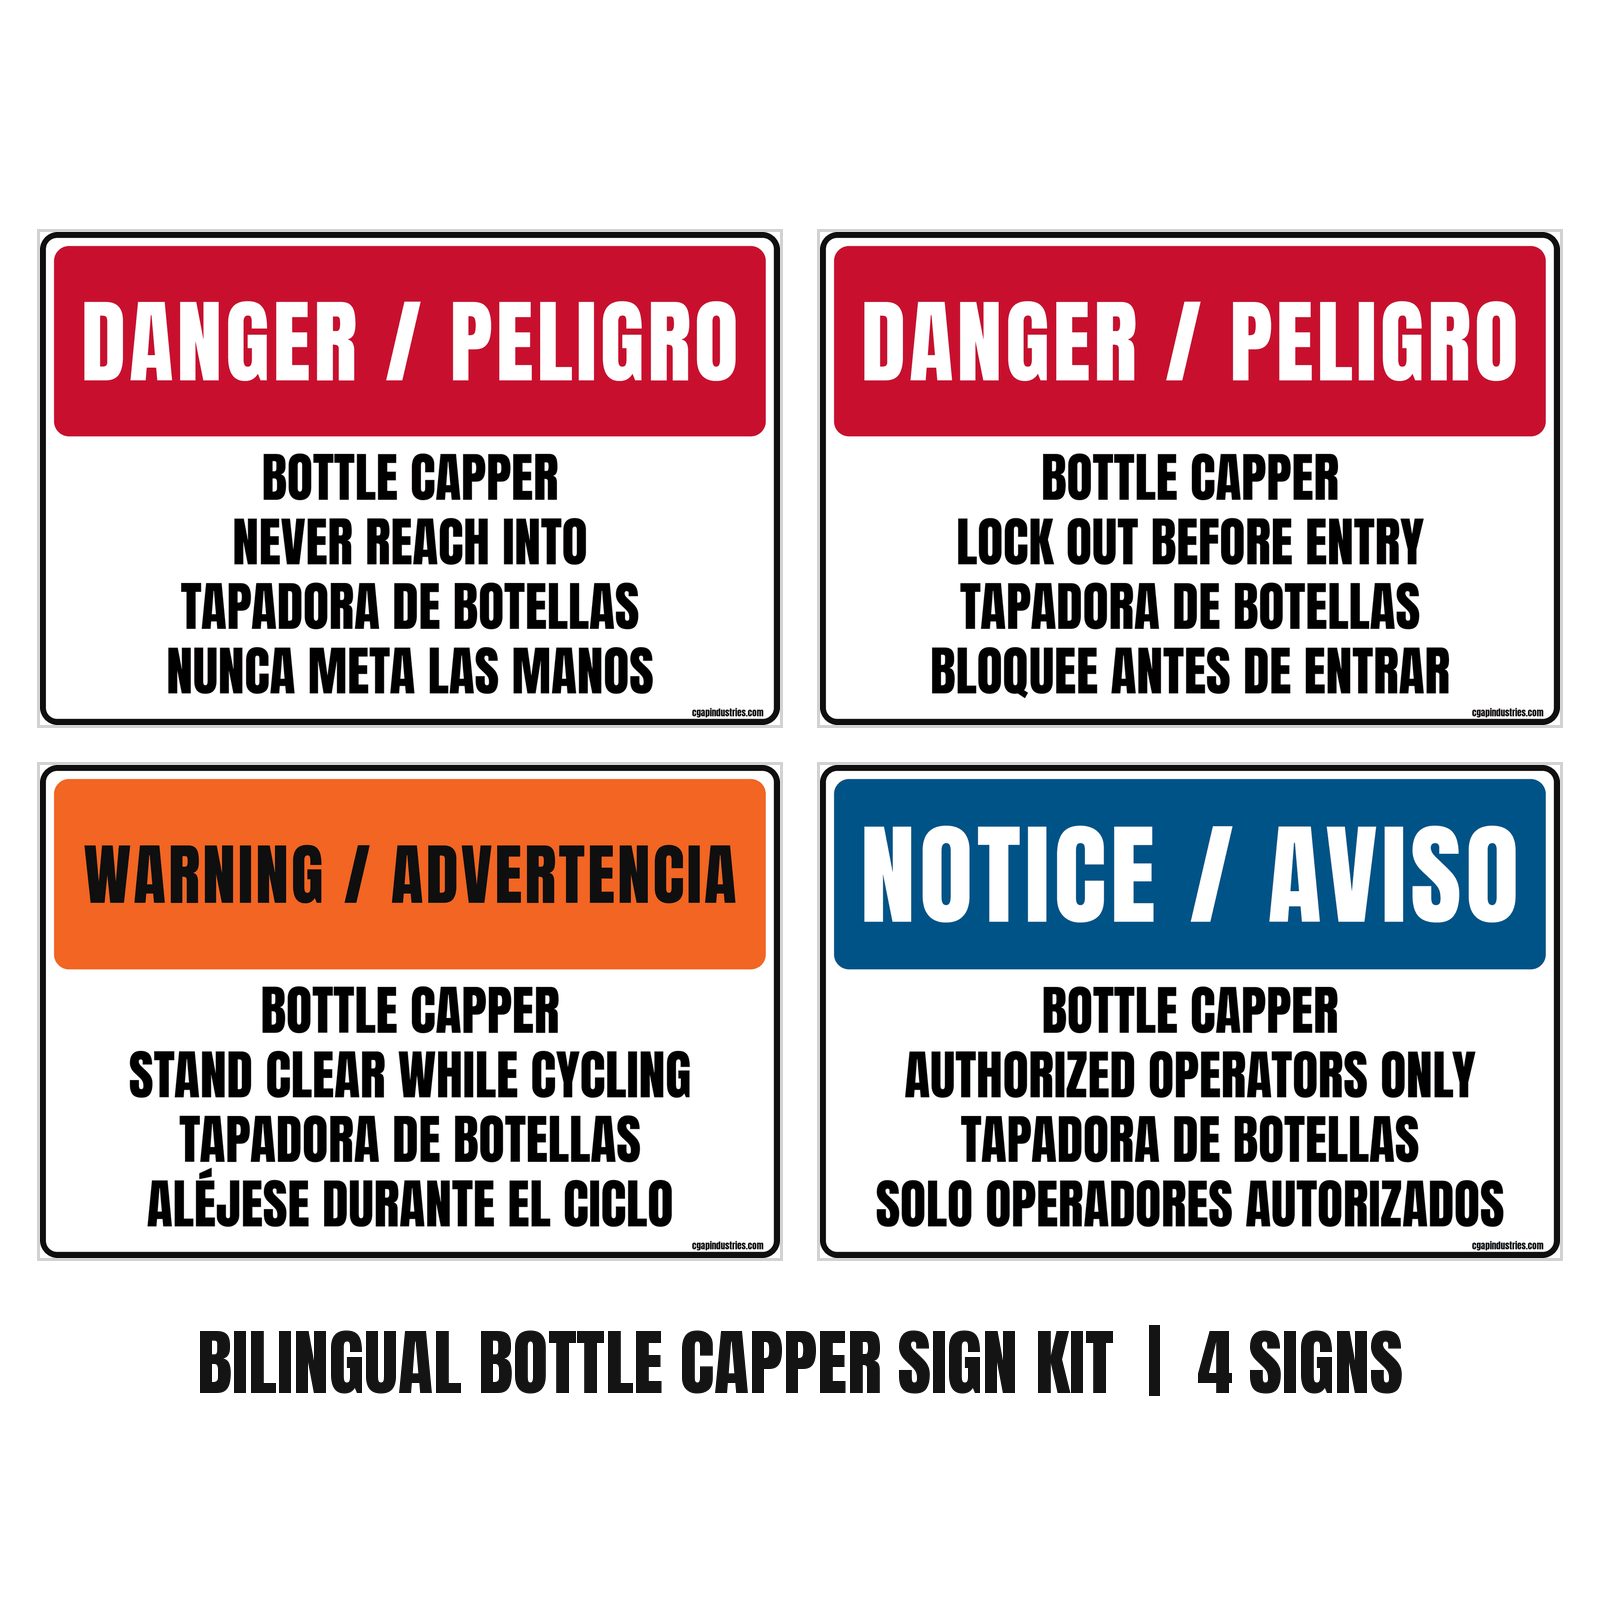 DANGER / PELIGRO
BOTTLE CAPPER
NEVER REACH INTO
TAPADORA DE BOTELLAS
NUNCA META LAS MANOS
cgapindustries.com
DANGER / PELIGRO
BOTTLE CAPPER
LOCK OUT BEFORE ENTRY
TAPADORA DE BOTELLAS
BLOQUEE ANTES DE ENTRAR
cgapindustries.com
WARNING / ADVERTENCIA
BOTTLE CAPPER
STAND CLEAR WHILE CYCLING
TAPADORA DE BOTELLAS
ALÉJESE DURANTE EL CICLO
cgapindustries.com
NOTICE / AVISO
BOTTLE CAPPER
AUTHORIZED OPERATORS ONLY
TAPADORA DE BOTELLAS
SOLO OPERADORES AUTORIZADOS
cgapindustries.com
BILINGUAL BOTTLE CAPPER SIGN KIT | 4 SIGNS